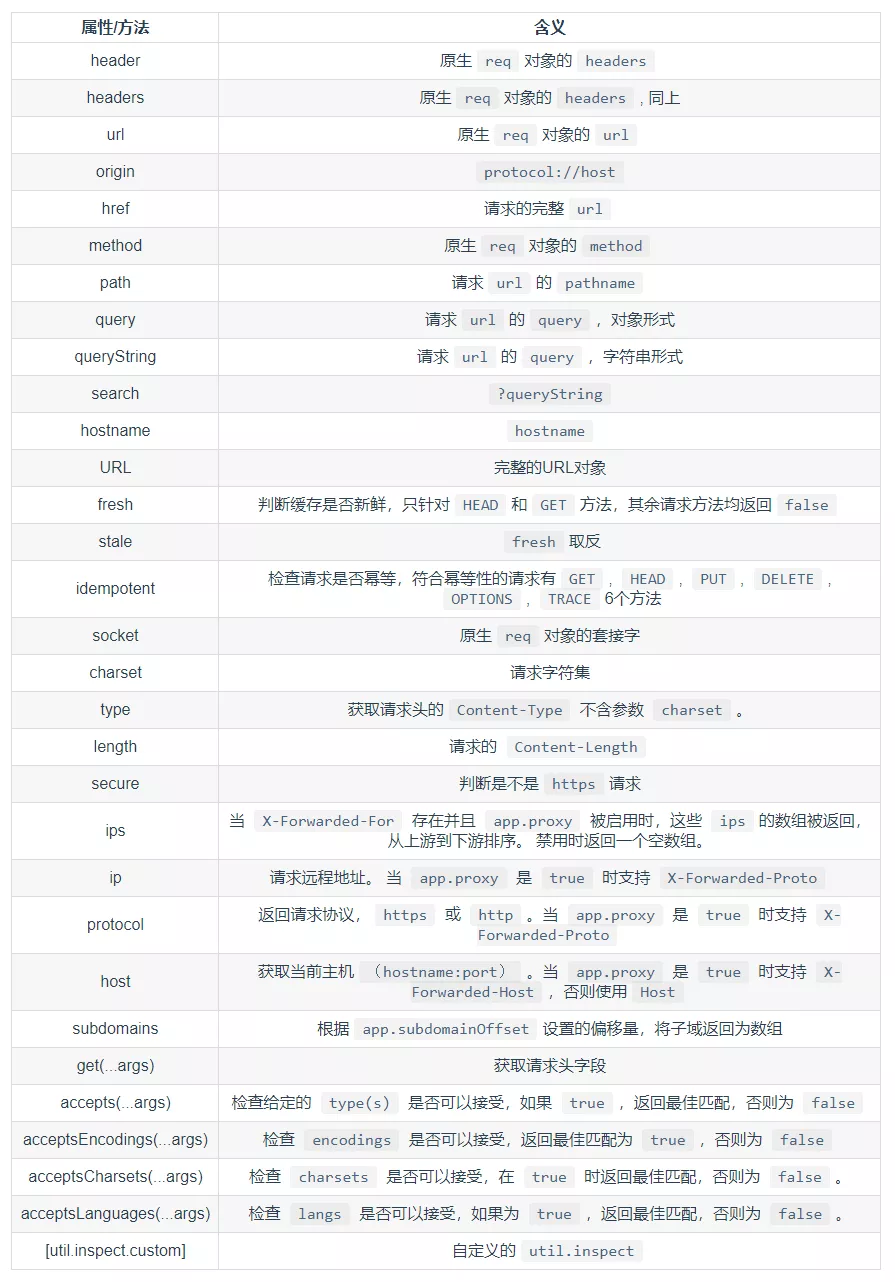 属性/方法 含义
header 原生 req 对象的 headers
headers 原生 req 对象的 headers , 同上
url 原生 req 对象的 url
origin protocol://host
href 请求的完整 url
method 原生 req 对象的 method
path 请求 url 的 pathname
query 请求 url 的 query ，对象形式
queryString 请求 url 的 query ，字符串形式
search ?queryString
hostname hostname
URL 完整的URL对象
fresh 判断缓存是否新鲜，只针对 HEAD 和 GET 方法，其余请求方法均返回 false
stale fresh 取反
idempotent 检查请求是否幂等，符合幂等性的请求有 GET , HEAD , PUT , DELETE ,
OPTIONS , TRACE 6个方法
socket 原生 req 对象的套接字
charset 请求字符集
type 获取请求头的 Content-Type 不含参数 charset 。
length 请求的 Content-Length
secure 判断是不是 https 请求
ips 当 X-Forwarded-For 存在并且 app.proxy 被启用时，这些 ips 的数组被返回，
从上游到下游排序。 禁用时返回一个空数组。
ip 请求远程地址。 当 app.proxy 是 true 时支持 X-Forwarded-Proto
protocol 返回请求协议， https 或 http 。当 app.proxy 是 true 时支持 X-
Forwarded-Proto
host 获取当前主机 （hostname:port） 。当 app.proxy 是 true 时支持 X-
Forwarded-Host ，否则使用 Host
subdomains 根据 app.subdomainOffset 设置的偏移量，将子域返回为数组
get(...args) 获取请求头字段
accepts(...args) 检查给定的 type(s) 是否可以接受，如果 true ，返回最佳匹配，否则为 false
acceptsEncodings(...args) 检查 encodings 是否可以接受，返回最佳匹配为 true ，否则为 false
acceptsCharsets(...args) 检查 charsets 是否可以接受，在 true 时返回最佳匹配，否则为 false 。
acceptsLanguages(...args) 检查 langs 是否可以接受，如果为 true ，返回最佳匹配，否则为 false 。
[util.inspect.custom] 自定义的 util.inspect